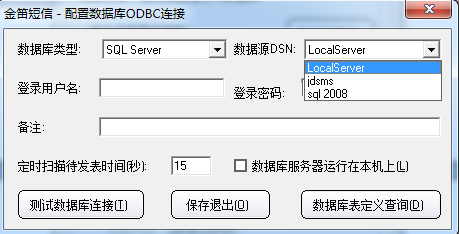 金笛短信 - 配置数据库ODBC连接
数据库类型: SQL Server 数据源DSN: LocalServer
LocalServer
jdsms
sql 2008
登录用户名: 登录密码:
备注:
定时扫描待发表时间(秒): 15 数据库服务器运行在本机上(L)
测试数据库连接(T) 保存退出(O) 数据库表定义查询(D)